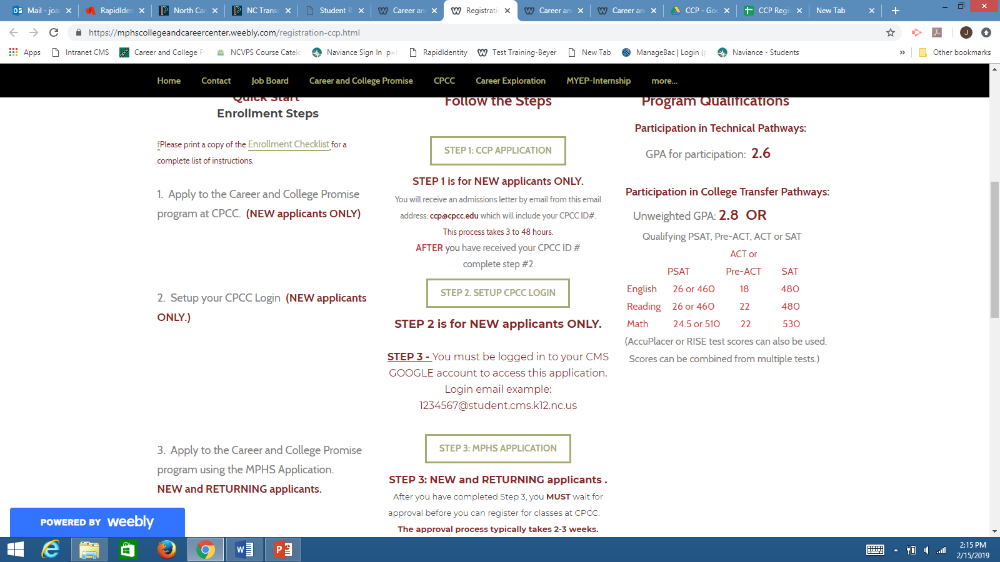 Mail - joa
RapidIden
North Car
NC Transc
Student R
Career an
Registrati
Career an
Career an
CCP - Goo
CCP Regis
New Tab
https://mphscollegeandcareercenter.weebly.com/registration-ccp.html
J
Apps
Intranet CMS
Career and College P
NCVPS Course Catelo
Naviance Sign In p=
RapidIdentity
Test Training-Beyer
New Tab
ManageBac | Login (p
Naviance - Students
»
Other bookmarks
Home
Contact
Job Board
Career and College Promise
CPCC
Career Exploration
MYEP-Internship
more...
Quick Start
Enrollment Steps
fPlease print a copy of the Enrollment Checklist for a
complete list of instructions.
1. Apply to the Career and College Promise
program at CPCC. (NEW applicants ONLY)
2. Setup your CPCC Login (NEW applicants
ONLY.)
3. Apply to the Career and College Promise
program using the MPHS Application.
NEW and RETURNING applicants.
POWERED BY weebly
Follow the Steps
STEP 1: CCP APPLICATION
STEP 1 is for NEW applicants ONLY.
You will receive an admissions letter by email from this email
address: ccp@cpcc.edu which will include your CPCC ID#.
This process takes 3 to 48 hours.
AFTER you have received your CPCC ID #
complete step #2
STEP 2. SETUP CPCC LOGIN
STEP 2 is for NEW applicants ONLY.
STEP 3 - You must be logged in to your CMS
GOOGLE account to access this application.
Login email example:
1234567@student.cms.k12.nc.us
STEP 3: MPHS APPLICATION
STEP 3: NEW and RETURNING applicants .
After you have completed Step 3, you MUST wait for
approval before you can register for classes at CPCC.
The approval process typically takes 2-3 weeks.
Program Qualifications
Participation in Technical Pathways:
GPA for participation: 2.6
Participation in College Transfer Pathways:
Unweighted GPA: 2.8 OR
Qualifying PSAT, Pre-ACT, ACT or SAT
ACT or
PSAT Pre-ACT SAT
English 26 or 460 18 480
Reading 26 or 460 22 480
Math 24.5 or 510 22 530
(AccuPlacer or RISE test scores can also be used.
Scores can be combined from multiple tests.)
2:15 PM
2/15/2019